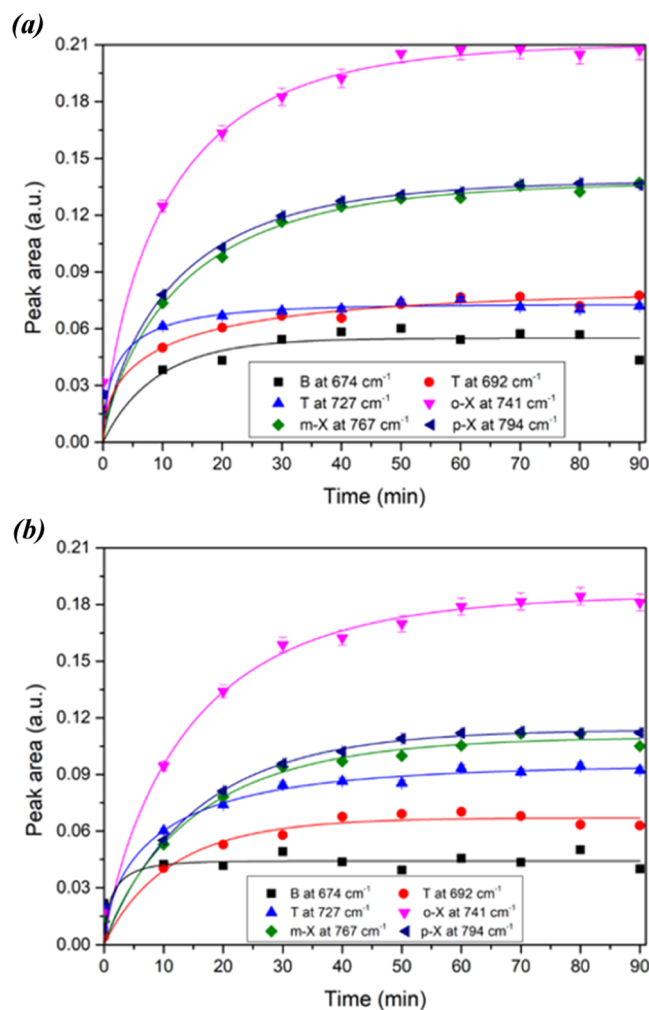 (a)
0.21
0.18
0.15
0.12
0.09
0.06
0.03
0.00
Peak area (a.u.)
B at 674 cm⁻¹ T at 692 cm⁻¹
T at 727 cm⁻¹ o-X at 741 cm⁻¹
m-X at 767 cm⁻¹ p-X at 794 cm⁻¹
0 10 20 30 40 50 60 70 80 90
Time (min)
(b)
0.21
0.18
0.15
0.12
0.09
0.06
0.03
0.00
Peak area (a.u.)
B at 674 cm⁻¹ T at 692 cm⁻¹
T at 727 cm⁻¹ o-X at 741 cm⁻¹
m-X at 767 cm⁻¹ p-X at 794 cm⁻¹
0 10 20 30 40 50 60 70 80 90
Time (min)